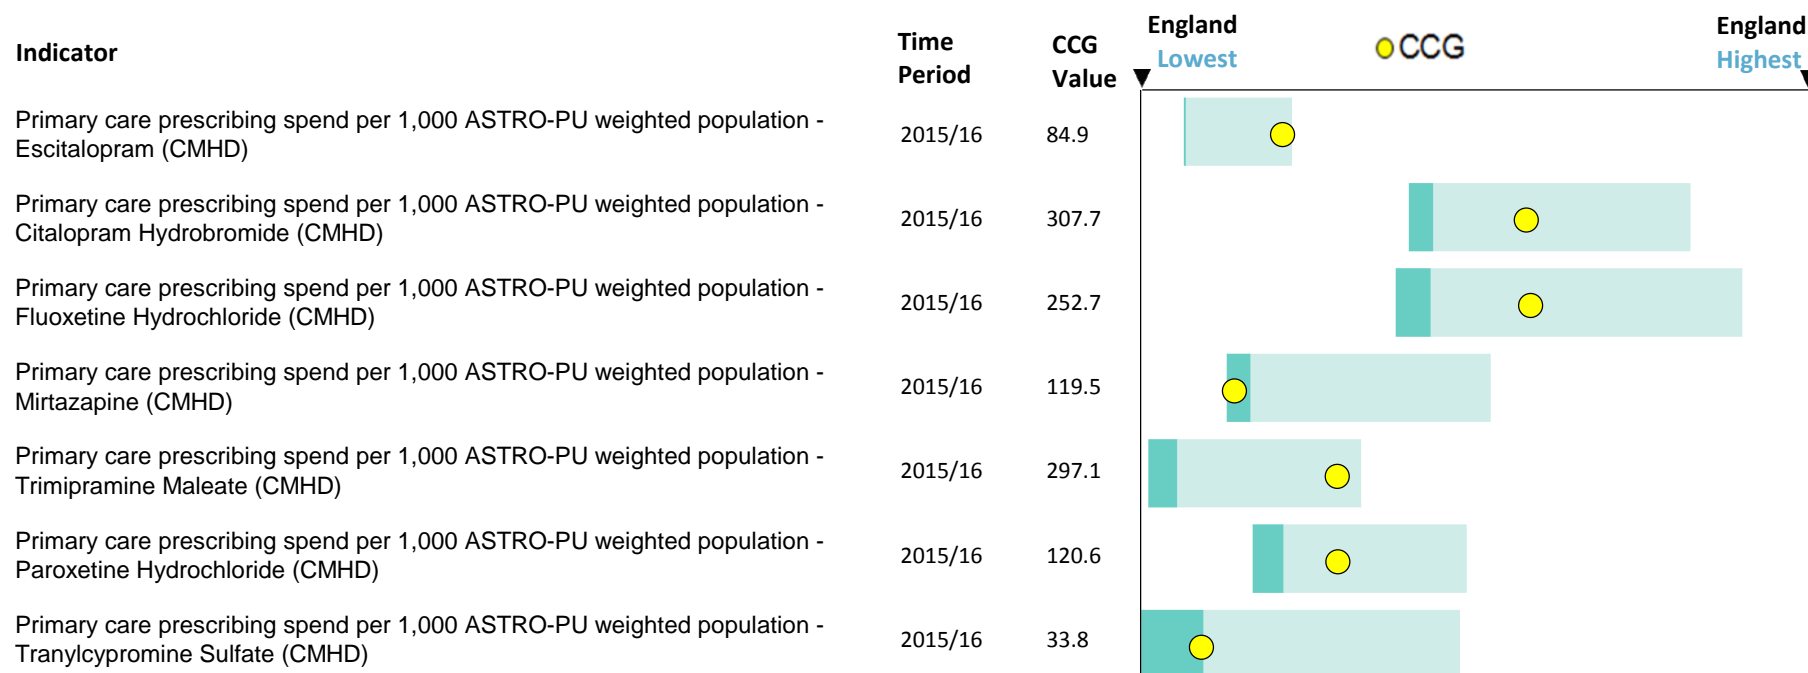 Indicator
Time
Period
CCG
Value
England
Lowest
CCG
England
Highest
Primary care prescribing spend per 1,000 ASTRO-PU weighted population -
Escitalopram (CMHD)
2015/16
84.9
Primary care prescribing spend per 1,000 ASTRO-PU weighted population -
Citalopram Hydrobromide (CMHD)
2015/16
307.7
Primary care prescribing spend per 1,000 ASTRO-PU weighted population -
Fluoxetine Hydrochloride (CMHD)
2015/16
252.7
Primary care prescribing spend per 1,000 ASTRO-PU weighted population -
Mirtazapine (CMHD)
2015/16
119.5
Primary care prescribing spend per 1,000 ASTRO-PU weighted population -
Trimipramine Maleate (CMHD)
2015/16
297.1
Primary care prescribing spend per 1,000 ASTRO-PU weighted population -
Paroxetine Hydrochloride (CMHD)
2015/16
120.6
Primary care prescribing spend per 1,000 ASTRO-PU weighted population -
Tranylcypromine Sulfate (CMHD)
2015/16
33.8